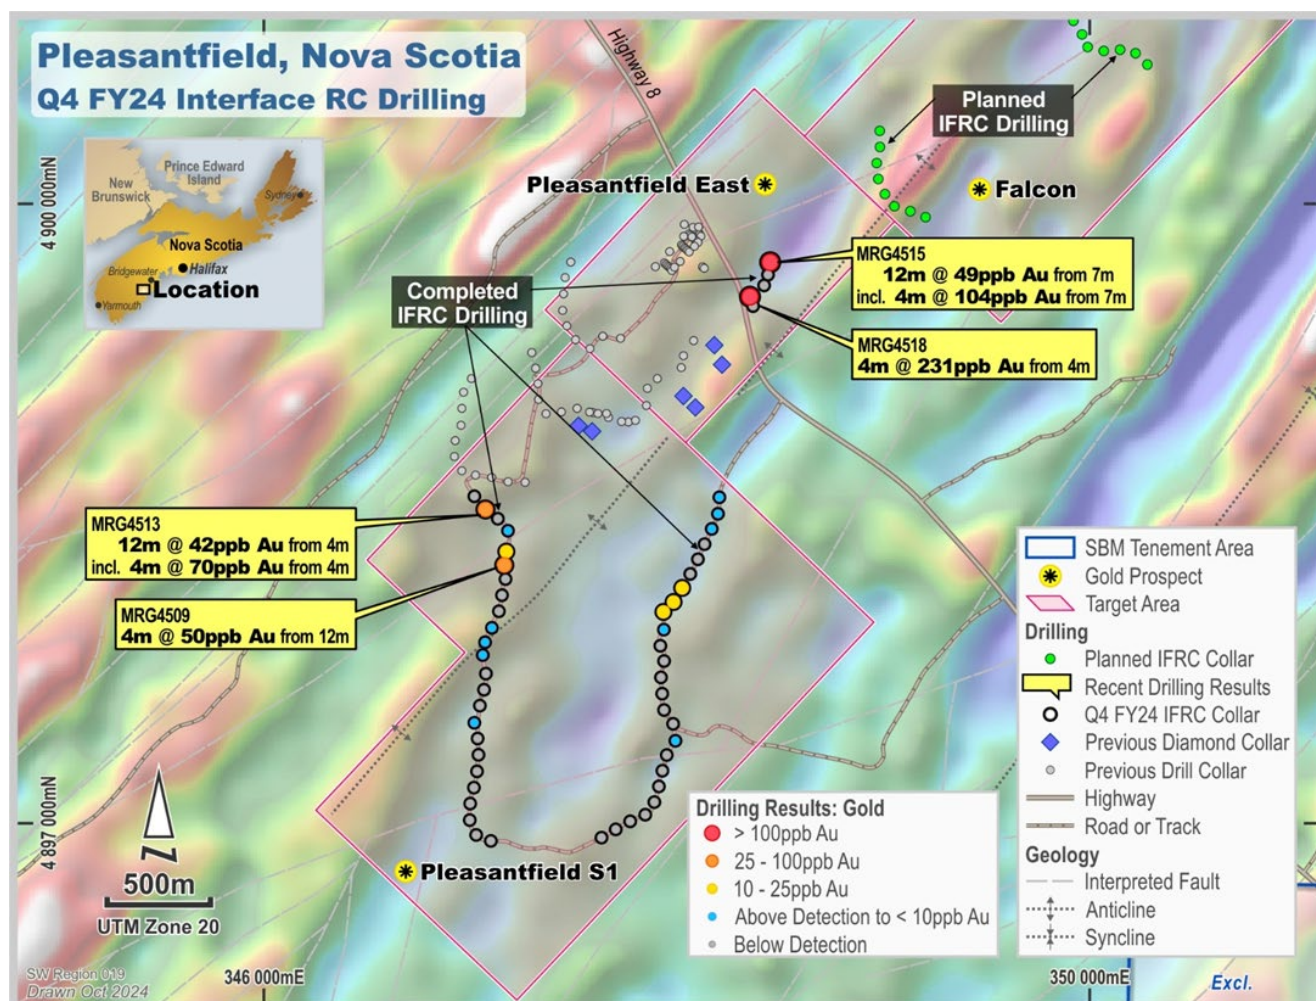 Pleasantfield, Nova Scotia
Q4 FY24 Interface RC Drilling
Highway 8
Planned
IFRC Drilling
New
Brunswick
Prince Edward
Island
Sydney
Nova Scotia
Bridgewater
Halifax
Location
Yarmouth
4 900 000mN
Pleasantfield East
Falcon
Completed
IFRC Drilling
MRG4515
12m @ 49ppb Au from 7m
incl. 4m @ 104ppb Au from 7m
MRG4518
4m @ 231ppb Au from 4m
MRG4513
12m @ 42ppb Au from 4m
incl. 4m @ 70ppb Au from 4m
MRG4509
4m @ 50ppb Au from 12m
SBM Tenement Area
Gold Prospect
Target Area
Drilling
Planned IFRC Collar
Recent Drilling Results
Q4 FY24 IFRC Collar
Previous Diamond Collar
Previous Drill Collar
Highway
Road or Track
Geology
Interpreted Fault
Anticline
Syncline
Drilling Results: Gold
> 100ppb Au
25 - 100ppb Au
10 - 25ppb Au
Above Detection to < 10ppb Au
Below Detection
4 897 000mN
N
500m
UTM Zone 20
Pleasantfield S1
SW Region 019
Drawn Oct 2024
346 000mE
350 000mE
Excl.